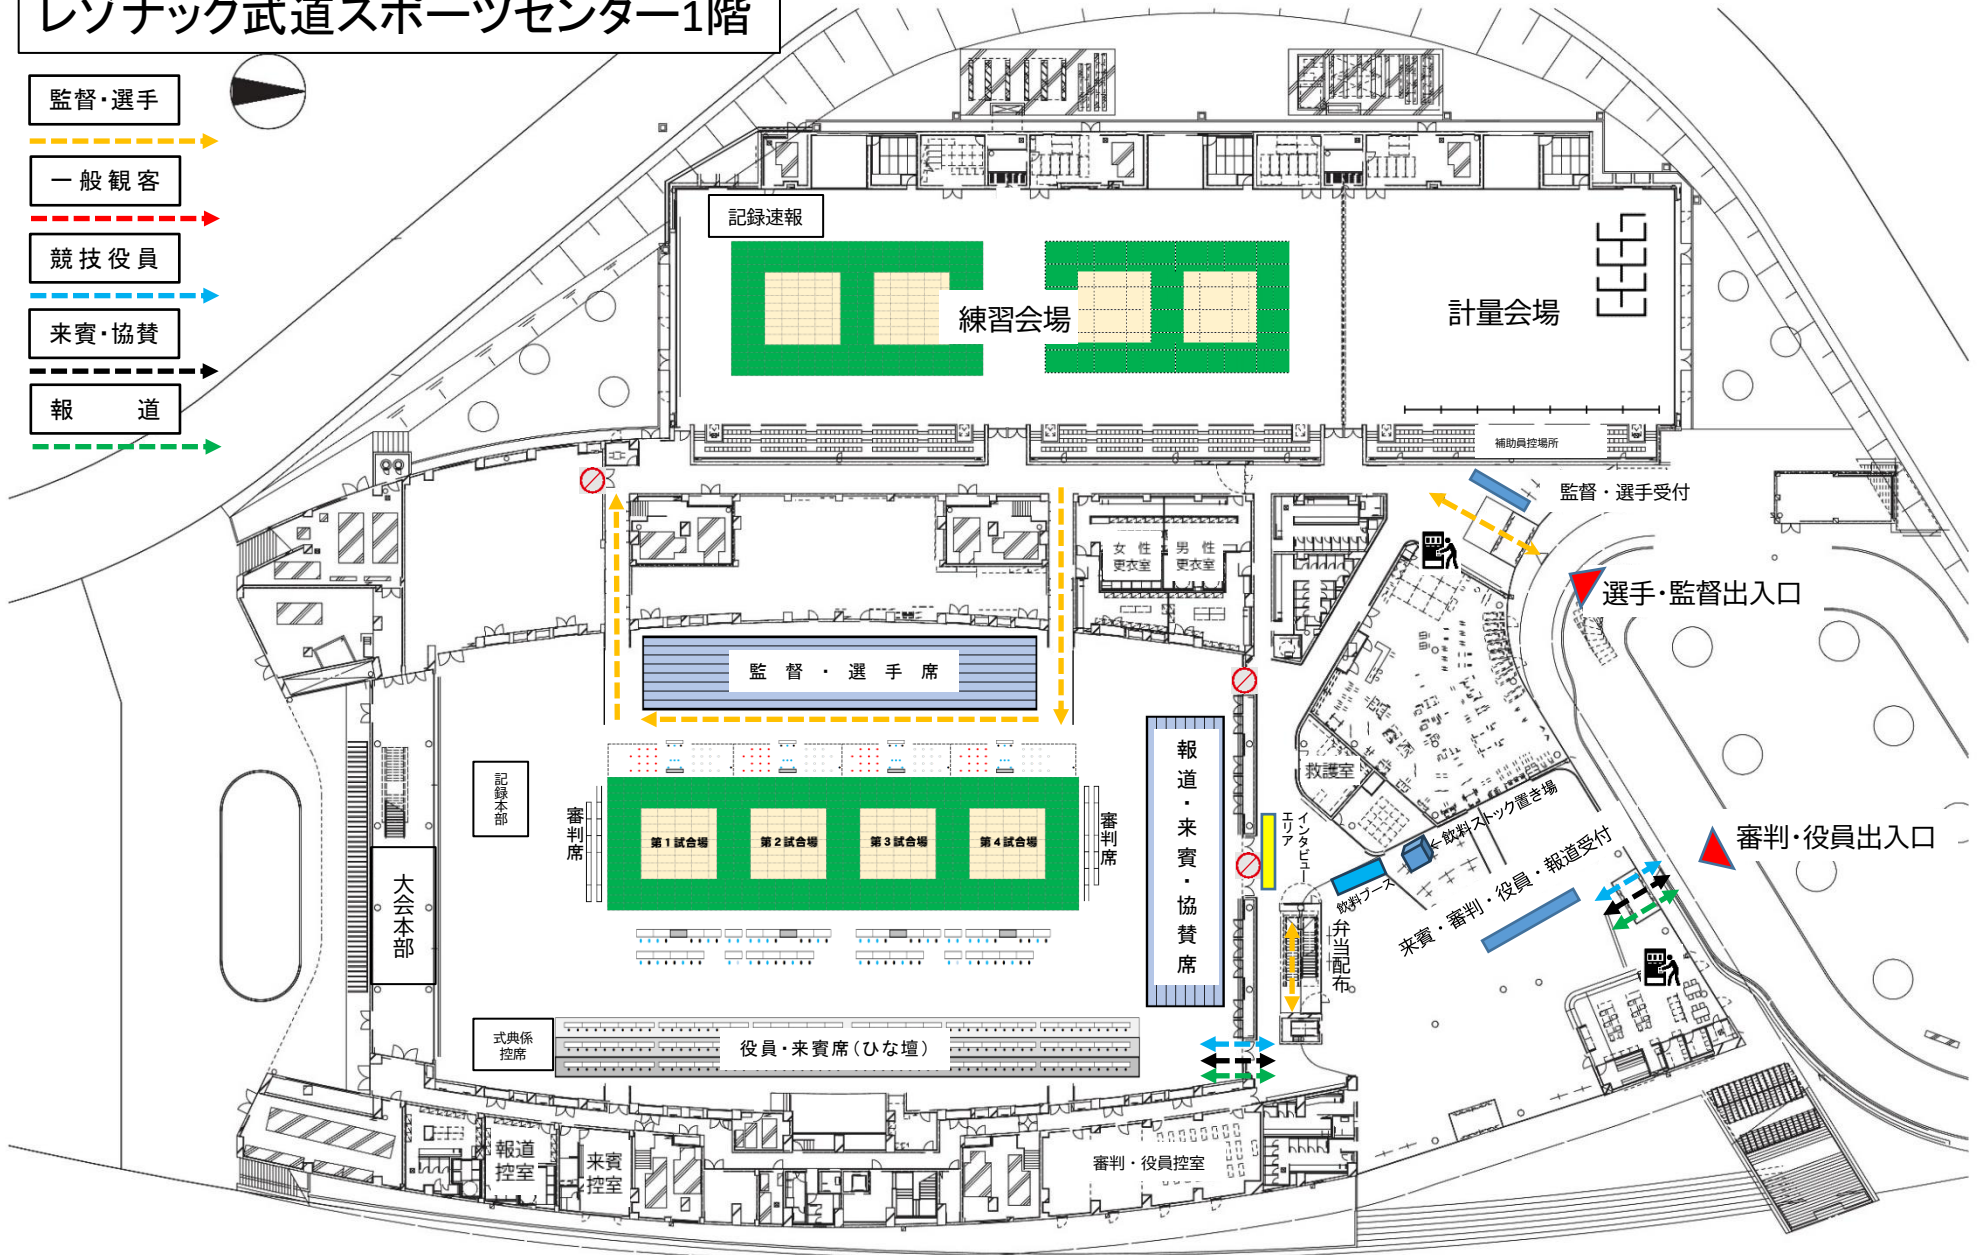 レゾナック武道スポーツセンター1階
監督・選手
一般観客
競技役員
来賓・協賛
報　道
記録速報
練習会場
計量会場
補助員控場所
監督・選手受付
女性
更衣室
男性
更衣室
選手・監督出入口
監督・選手席
報道・来賓・協賛席
記録本部
審判席
第1試合場
第2試合場
第3試合場
第4試合場
審判席
救護室
インタビュー
エリア
←飲料ストック置き場
飲料ブース
来賓・審判・役員・報道受付
審判・役員出入口
弁当配布
大会本部
式典係
控席
役員・来賓席（ひな壇）
報道
控室
来賓
控室
審判・役員控室